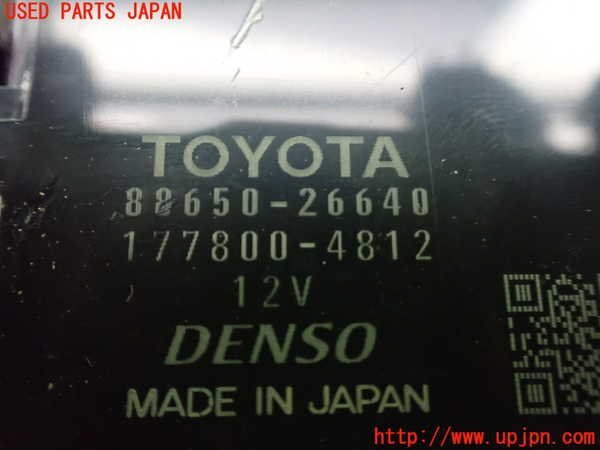 USED PARTS JAPAN
TOYOTA
88650-26640
177800-4812
12V
DENSO
MADE IN JAPAN
http://www.upjpn.com/